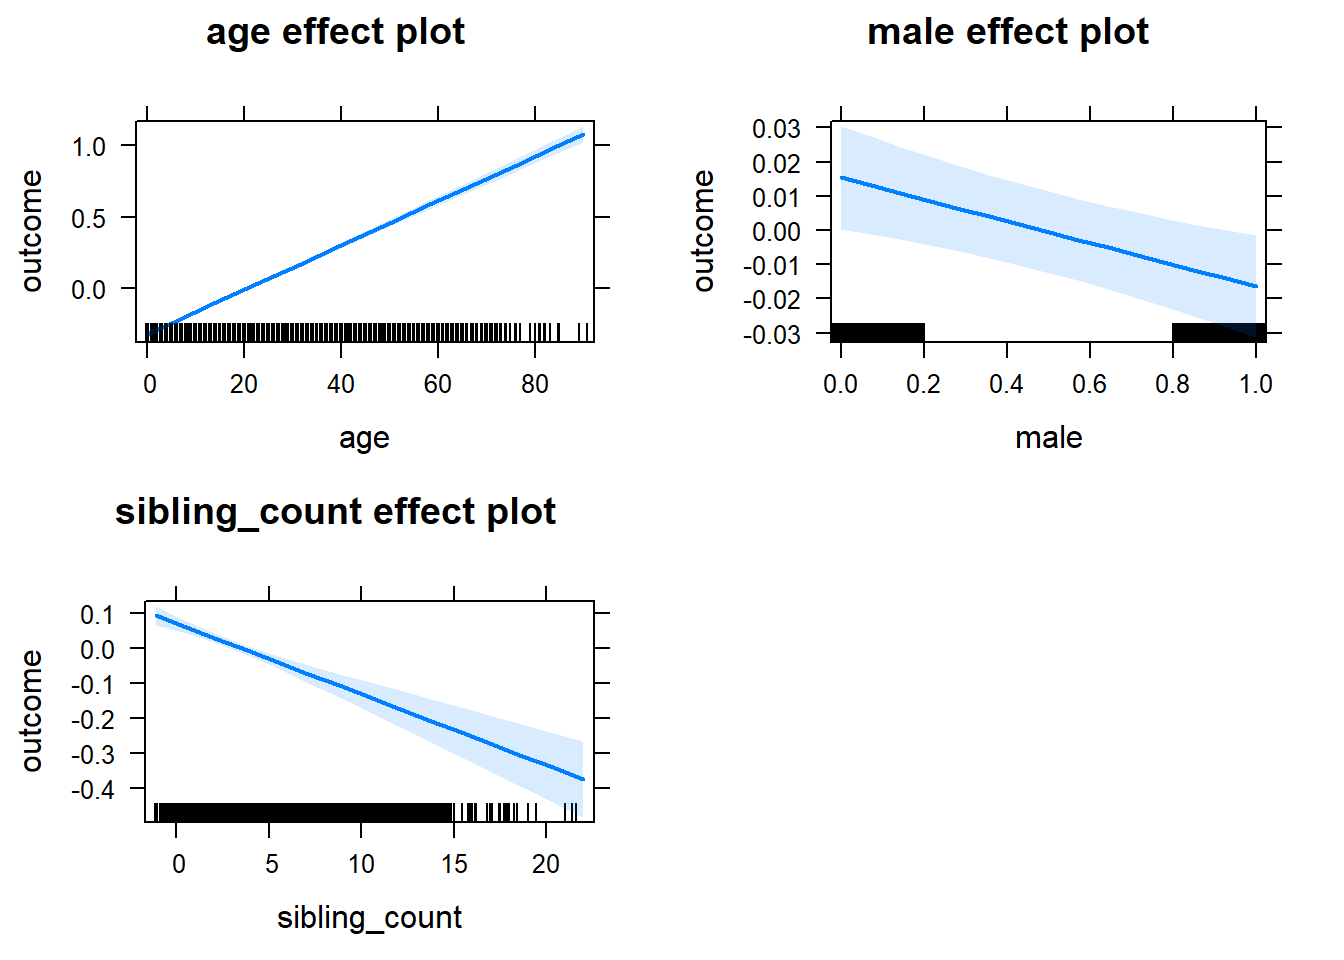 age effect plot
outcome
1.0
0.5
0.0
0 20 40 60 80
age
male effect plot
outcome
0.03
0.02
0.01
0.00
-0.01
-0.02
-0.03
0.0 0.2 0.4 0.6 0.8 1.0
male
sibling_count effect plot
outcome
0.1
0.0
-0.1
-0.2
-0.3
-0.4
0 5 10 15 20
sibling_count